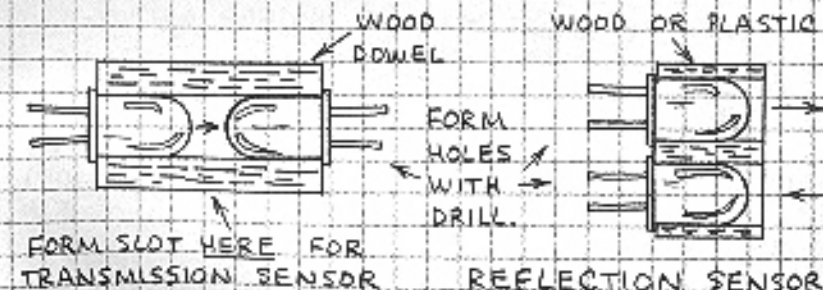 WOOD
DOWEL
WOOD OR PLASTIC
FORM
HOLES
WITH
DRILL.
FORM SLOT HERE FOR
TRANSMISSION SENSOR
REFLECTION SENSOR